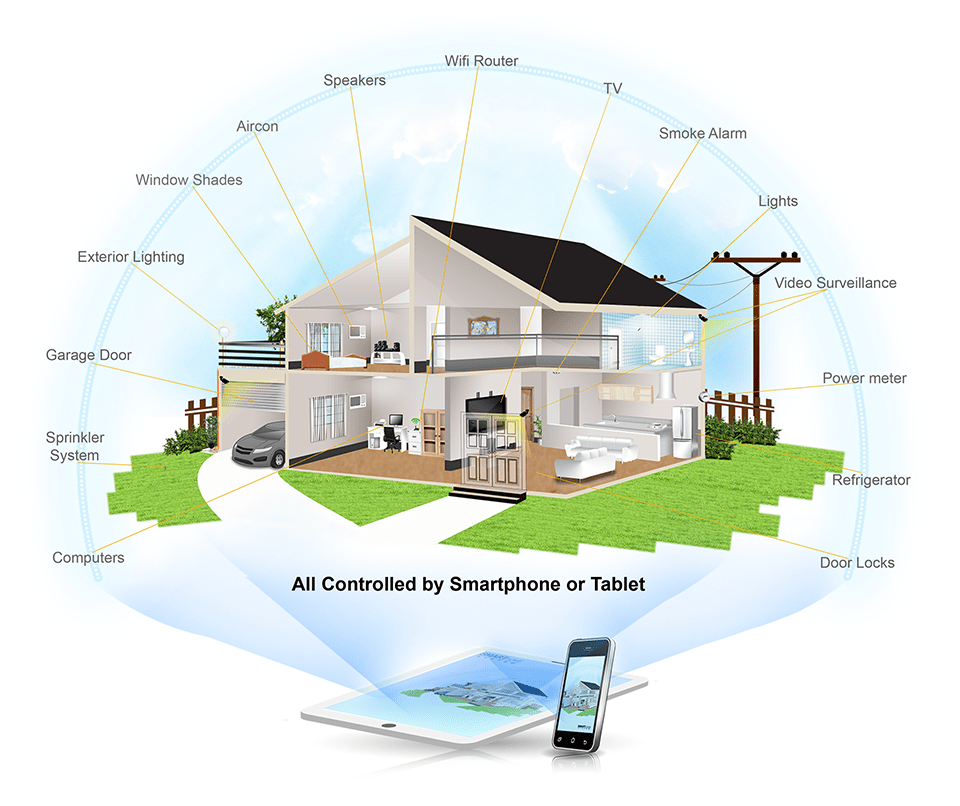 Wifi Router
Speakers
TV
Aircon
Smoke Alarm
Window Shades
Lights
Exterior Lighting
Video Surveillance
Garage Door
Power meter
Sprinkler
System
Refrigerator
Computers
Door Locks
All Controlled by Smartphone or Tablet